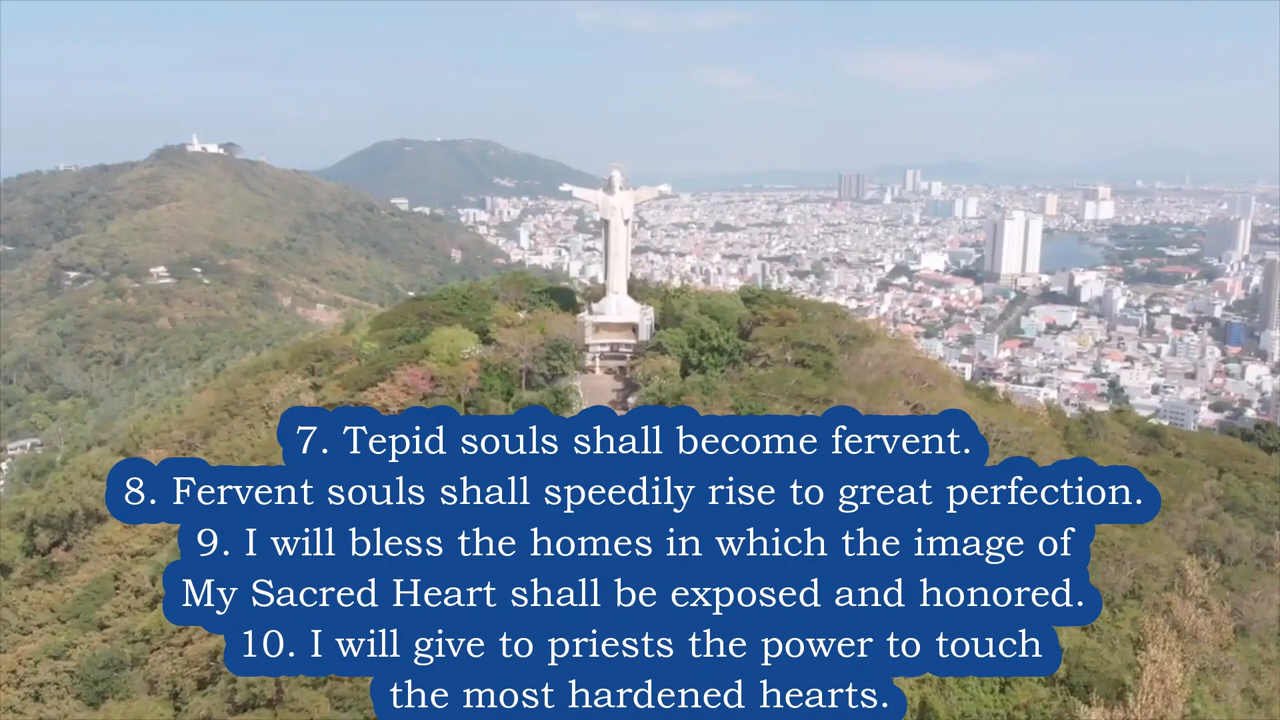 7. Tepid souls shall become fervent.
8. Fervent souls shall speedily rise to great perfection.
9. I will bless the homes in which the image of
My Sacred Heart shall be exposed and honored.
10. I will give to priests the power to touch
the most hardened hearts.